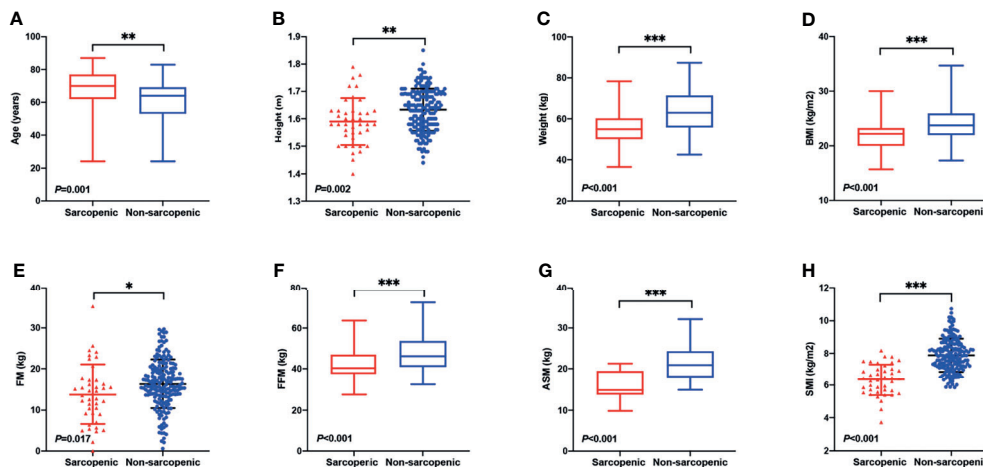 A
**
Age (years)
100
80
60
40
20
0
P=0.001
Sarcopenic Non-sarcopenic
B
**
Height (m)
1.9
1.8
1.7
1.6
1.5
1.4
1.3
P=0.002
Sarcopenic Non-sarcopenic
C
***
Weight (kg)
100
80
60
40
20
P<0.001
Sarcopenic Non-sarcopenic
D
***
BMI (kg/m2)
40
30
20
10
P<0.001
Sarcopenic Non-sarcopenic
E
*
FM (kg)
40
30
20
10
0
P=0.017
Sarcopenic Non-sarcopenic
F
***
FFM (kg)
80
60
40
20
0
P<0.001
Sarcopenic Non-sarcopenic
G
***
ASM (kg)
40
30
20
10
0
P<0.001
Sarcopenic Non-sarcopenic
H
***
SMI (kg/m2)
12
10
8
6
4
2
P<0.001
Sarcopenic Non-sarcopenic